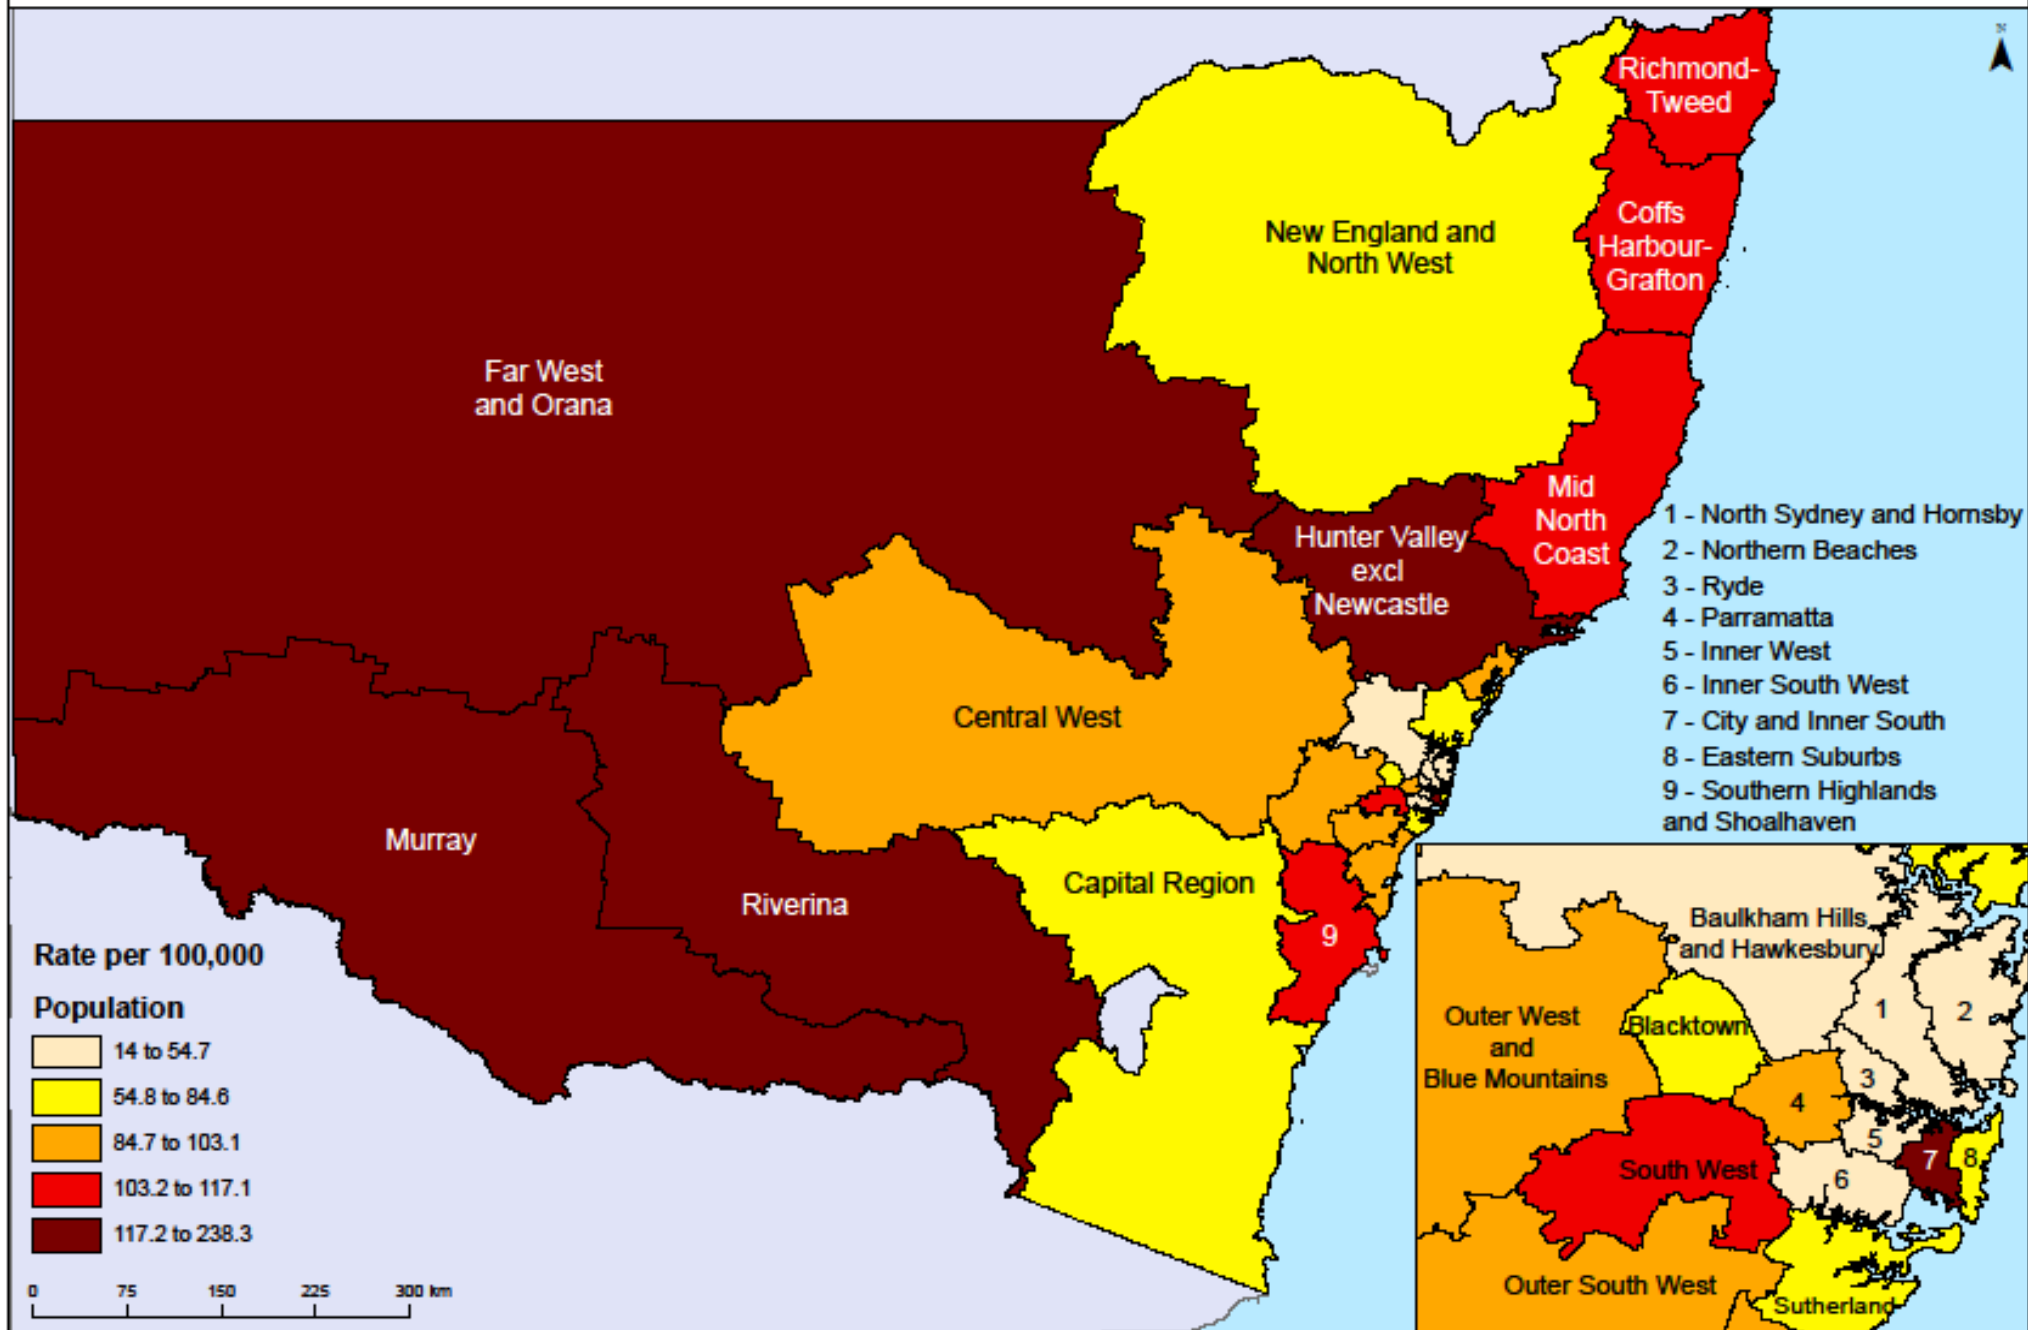 N
Richmond-
Tweed
Coffs
Harbour-
Grafton
New England and
North West
Far West
and Orana
Mid
North
Coast
Hunter Valley
excl
Newcastle
1 - North Sydney and Hornsby
2 - Northern Beaches
3 - Ryde
4 - Parramatta
5 - Inner West
6 - Inner South West
7 - City and Inner South
8 - Eastern Suburbs
9 - Southern Highlands
and Shoalhaven
Central West
Murray
Riverina
Capital Region
9
Rate per 100,000
Population
14 to 54.7
54.8 to 84.6
84.7 to 103.1
103.2 to 117.1
117.2 to 238.3
0 75 150 225 300 km
Baulkham Hills
and Hawkesbury
1
2
Outer West
and
Blue Mountains
Blacktown
3
4
5
South West
6
7
8
Outer South West
Sutherland